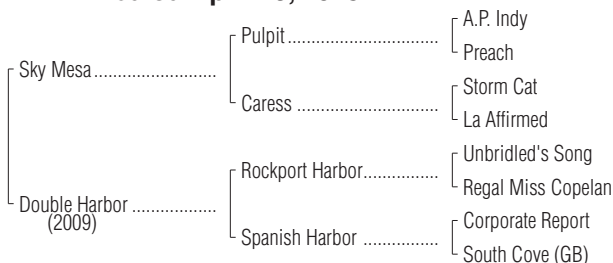 Pulpit
A.P. Indy
Preach
Sky Mesa
Caress
Storm Cat
La Affirmed
Rockport Harbor
Unbridled's Song
Regal Miss Copelan
Double Harbor
(2009)
Spanish Harbor
Corporate Report
South Cove (GB)